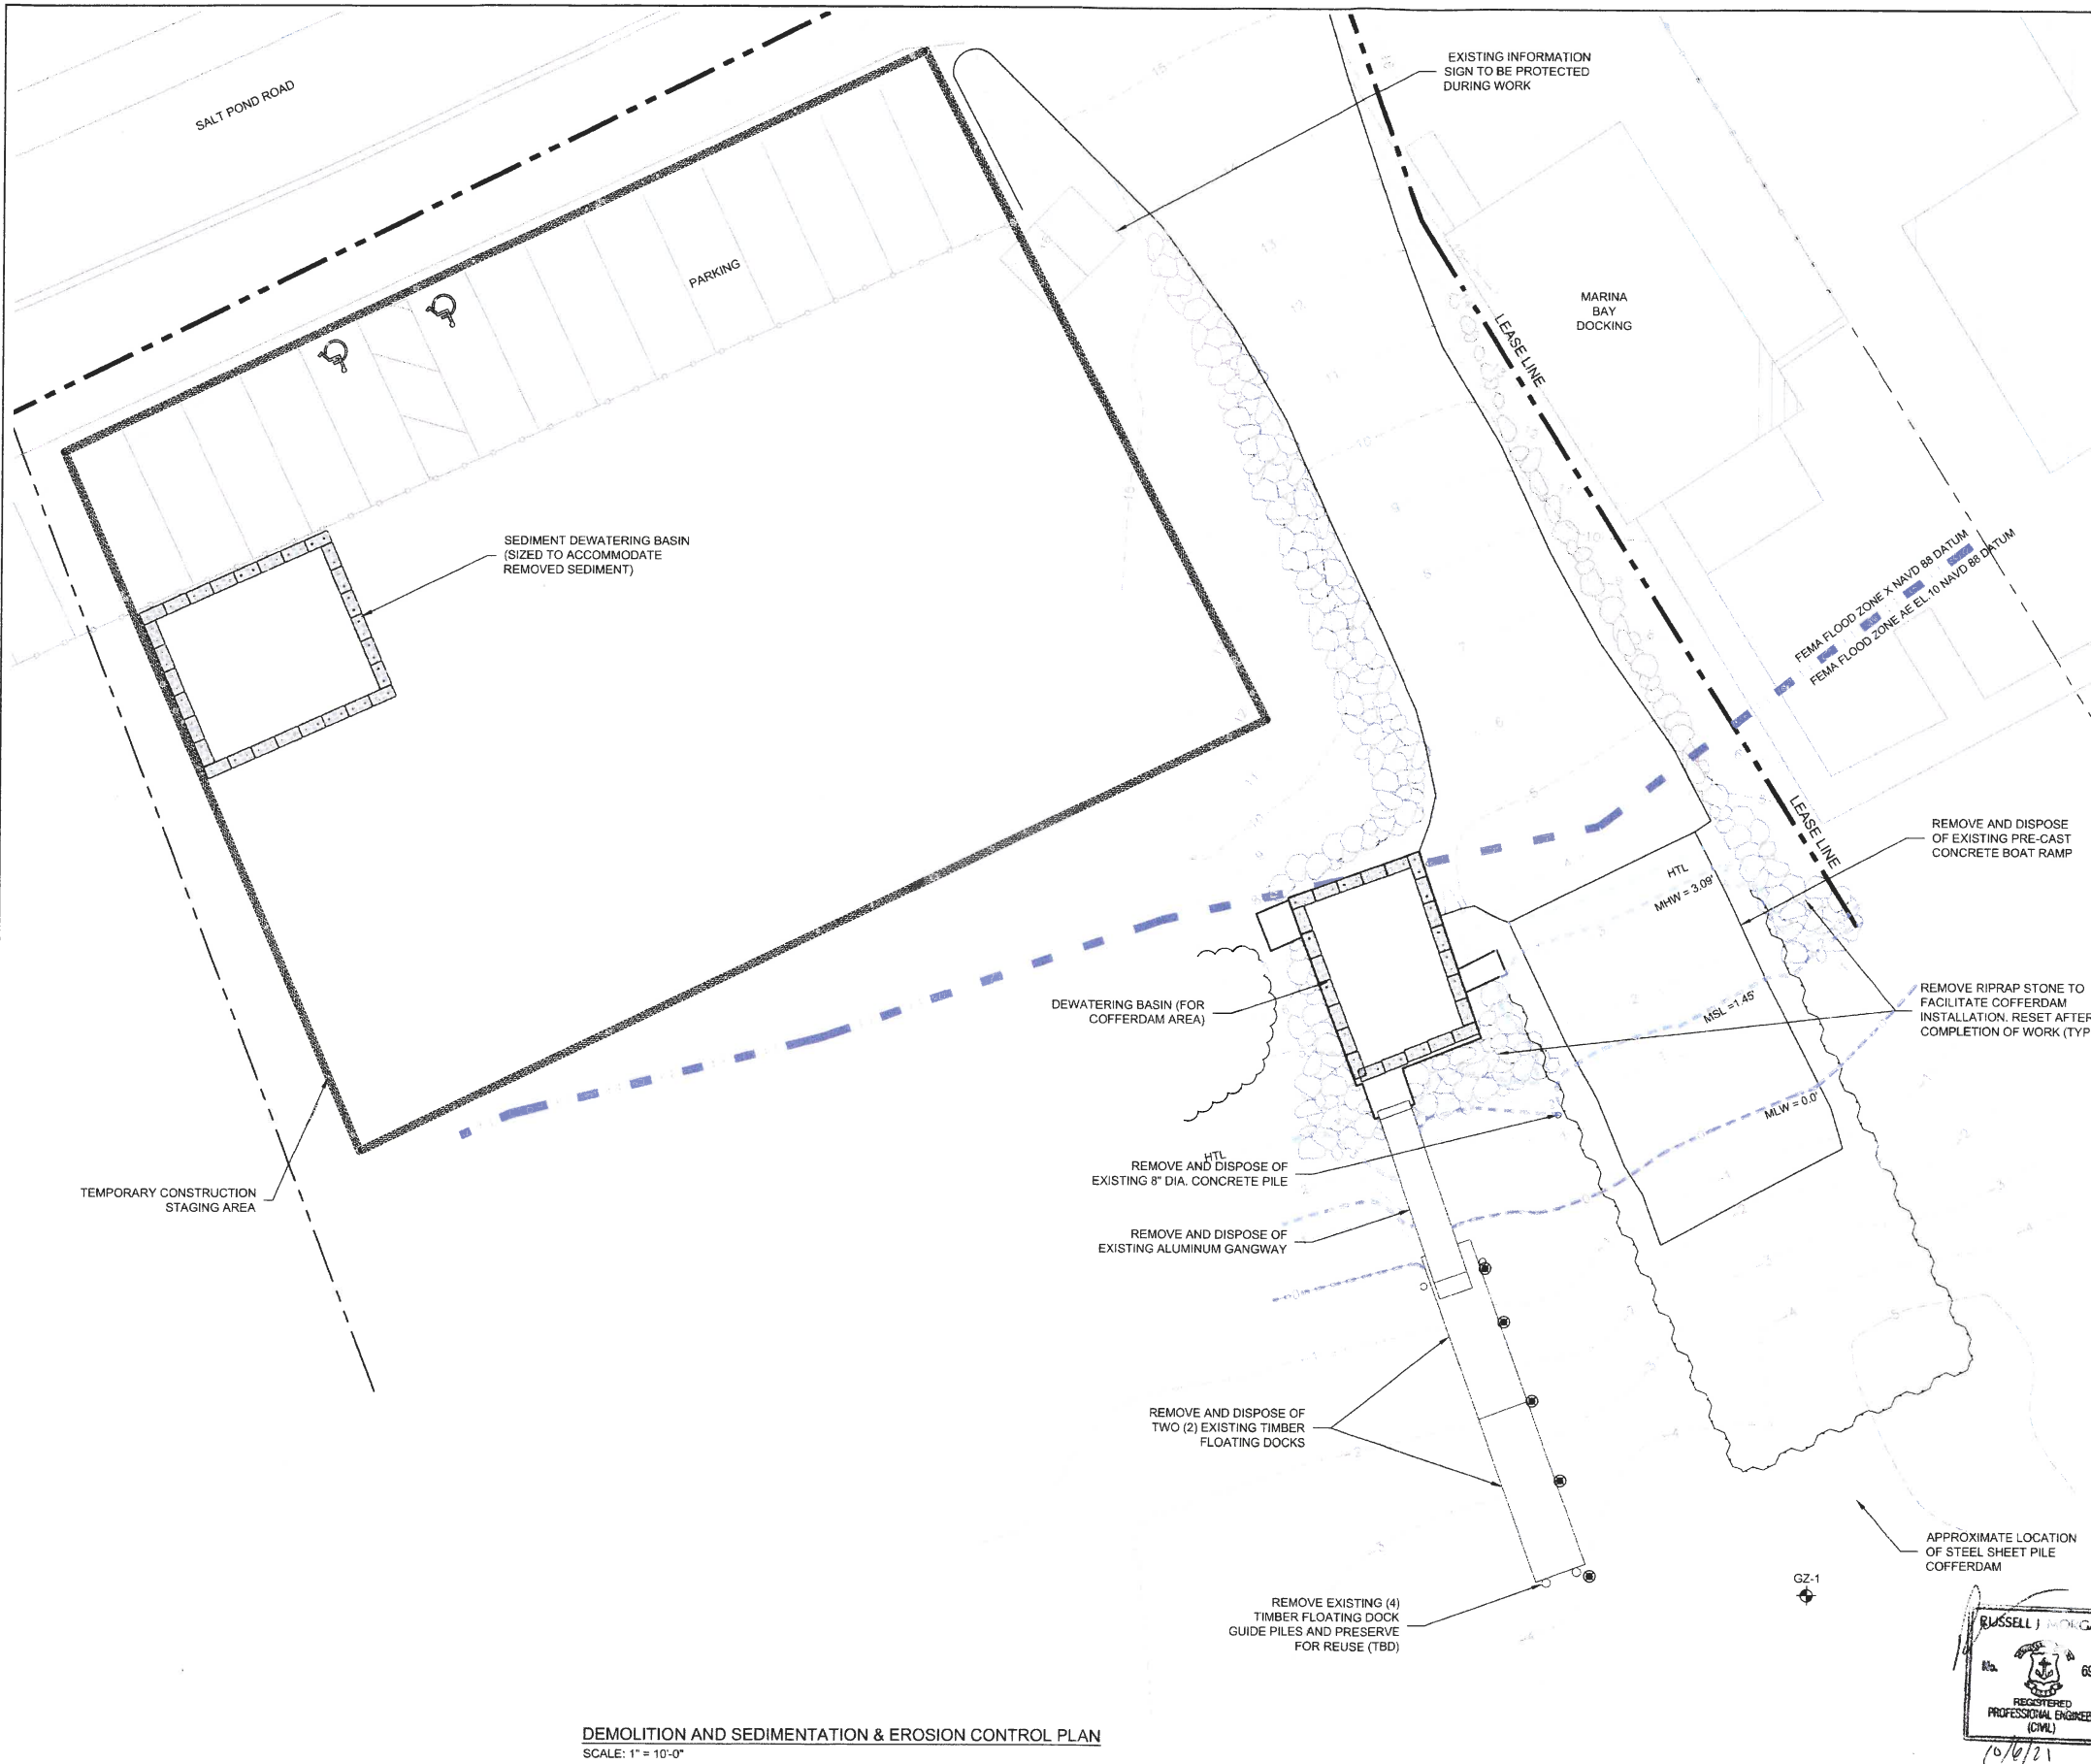 SALT POND ROAD
EXISTING INFORMATION
SIGN TO BE PROTECTED
DURING WORK
PARKING
MARINA
BAY
DOCKING
LEASE LINE
SEDIMENT DEWATERING BASIN
(SIZED TO ACCOMMODATE
REMOVED SEDIMENT)
FEMA FLOOD ZONE X NAVD 88 DATUM
FEMA FLOOD ZONE AE EL.10 NAVD 88 DATUM
LEASE LINE
REMOVE AND DISPOSE
OF EXISTING PRE-CAST
CONCRETE BOAT RAMP
HTL
MHW = 3.09'
DEWATERING BASIN (FOR
COFFERDAM AREA)
MSL =1.45'
REMOVE RIPRAP STONE TO
FACILITATE COFFERDAM
INSTALLATION. RESET AFTER
COMPLETION OF WORK (TYP
MLW = 0.0'
HTL
REMOVE AND DISPOSE OF
EXISTING 8" DIA. CONCRETE PILE
TEMPORARY CONSTRUCTION
STAGING AREA
REMOVE AND DISPOSE OF
EXISTING ALUMINUM GANGWAY
REMOVE AND DISPOSE OF
TWO (2) EXISTING TIMBER
FLOATING DOCKS
APPROXIMATE LOCATION
OF STEEL SHEET PILE
COFFERDAM
GZ-1
REMOVE EXISTING (4)
TIMBER FLOATING DOCK
GUIDE PILES AND PRESERVE
FOR REUSE (TBD)
RUSSELL J
No.
REGISTERED
PROFESSIONAL ENGINEE
(CIVIL)
10/6/21
DEMOLITION AND SEDIMENTATION & EROSION CONTROL PLAN
SCALE: 1" = 10'-0"